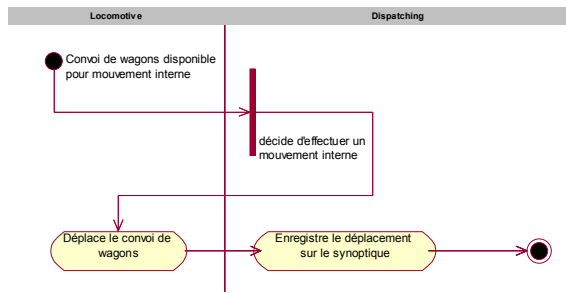 Locomotive
Dispatching
Convoi de wagons disponible
pour mouvement interne
décide d'effectuer un
mouvement interne
Déplace le convoi de
wagons
Enregistre le déplacement
sur le synoptique